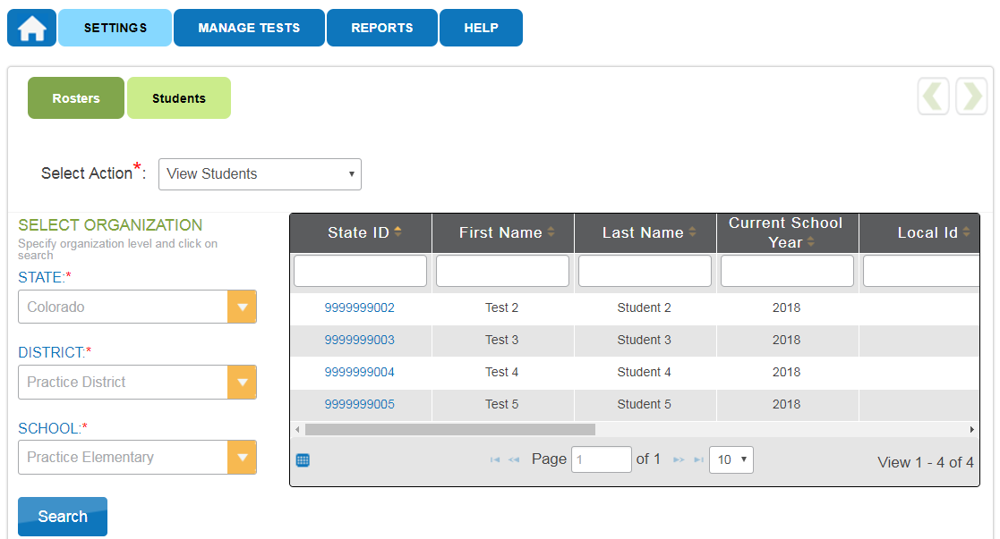 SETTINGS MANAGE TESTS REPORTS HELP
Rosters Students
Select Action*: View Students
SELECT ORGANIZATION
Specify organization level and click on
search
STATE:*
Colorado
DISTRICT:*
Practice District
SCHOOL:*
Practice Elementary
Search
State ID First Name Last Name Current School Year Local Id
9999999002 Test 2 Student 2 2018
9999999003 Test 3 Student 3 2018
9999999004 Test 4 Student 4 2018
9999999005 Test 5 Student 5 2018
Page 1 of 1 10 View 1 - 4 of 4